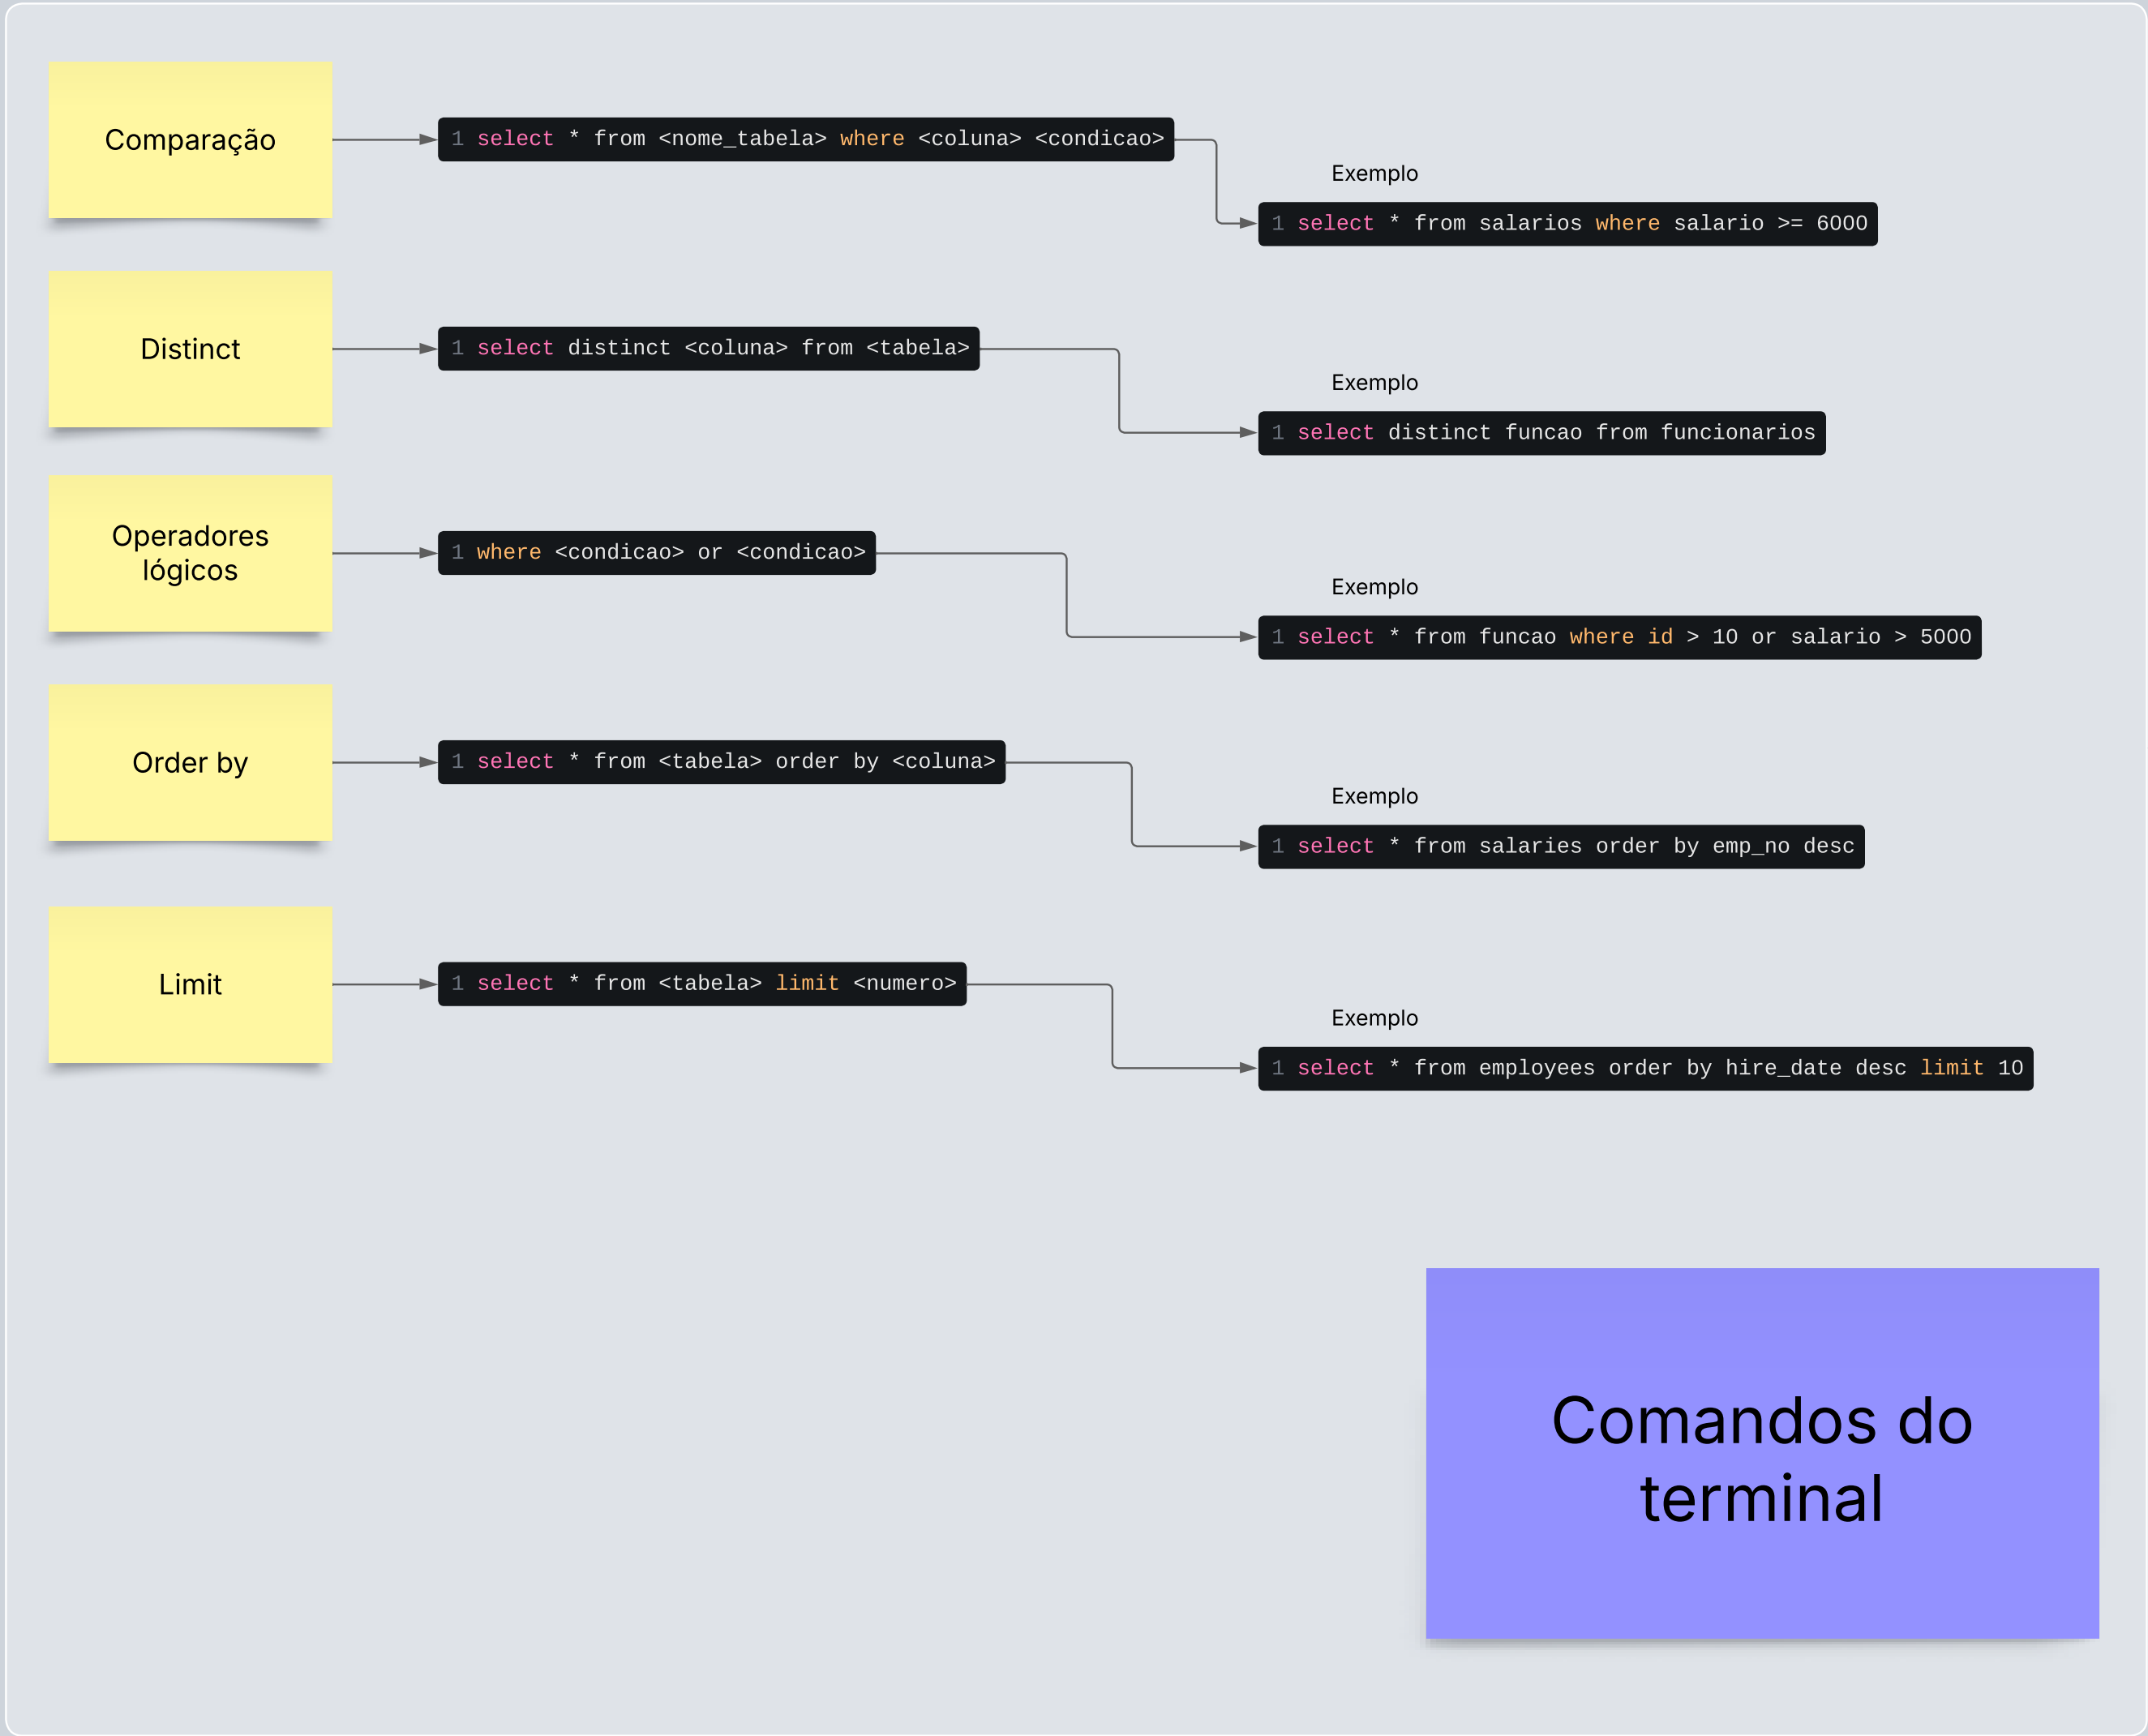 Comparação
1 select * from <nome_tabela> where <coluna> <condicao>
Exemplo
1 select * from salarios where salario >= 6000
Distinct
1 select distinct <coluna> from <tabela>
Exemplo
1 select distinct funcao from funcionarios
Operadores
lógicos
1 where <condicao> or <condicao>
Exemplo
1 select * from funcao where id > 10 or salario > 5000
Order by
1 select * from <tabela> order by <coluna>
Exemplo
1 select * from salaries order by emp_no desc
Limit
1 select * from <tabela> limit <numero>
Exemplo
1 select * from employees order by hire_date desc limit 10
Comandos do
terminal